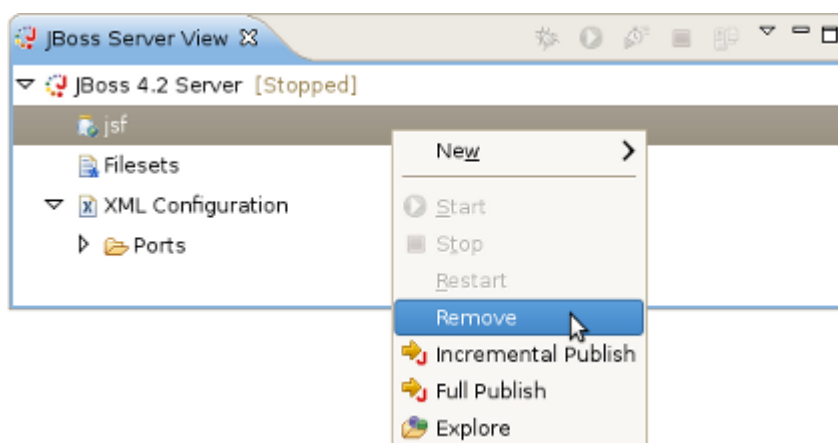 JBoss Server View
JBoss 4.2 Server [Stopped]
jsf
Filesets
XML Configuration
Ports
New
Start
Stop
Restart
Remove
Incremental Publish
Full Publish
Explore